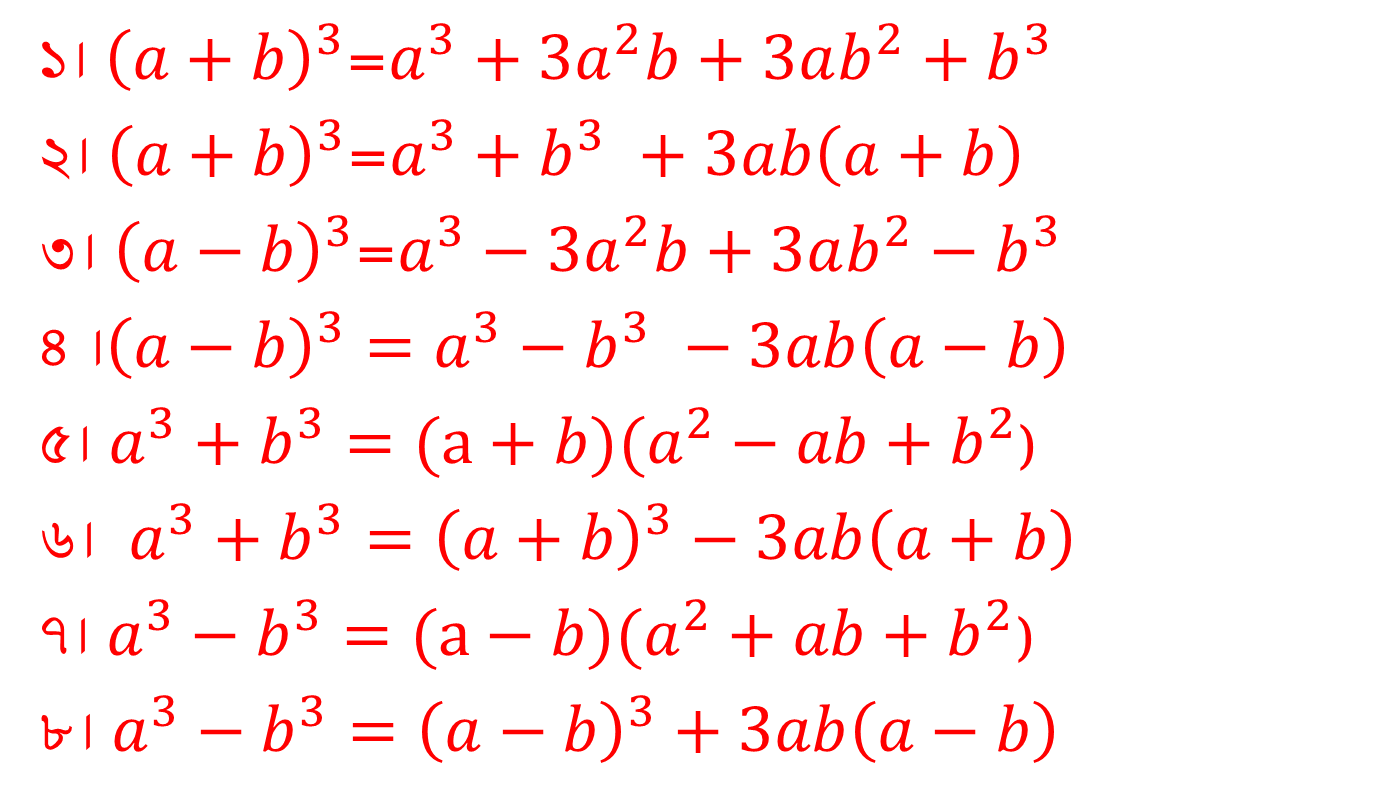 ১। (a + b)³=a³ + 3a²b + 3ab² + b³
২। (a + b)³=a³ + b³ + 3ab(a + b)
৩। (a − b)³=a³ − 3a²b + 3ab² − b³
৪ ।(a − b)³ = a³ − b³ − 3ab(a − b)
৫। a³ + b³ = (a + b)(a² − ab + b²)
৬। a³ + b³ = (a + b)³ − 3ab(a + b)
৭। a³ − b³ = (a − b)(a² + ab + b²)
৮। a³ − b³ = (a − b)³ + 3ab(a − b)